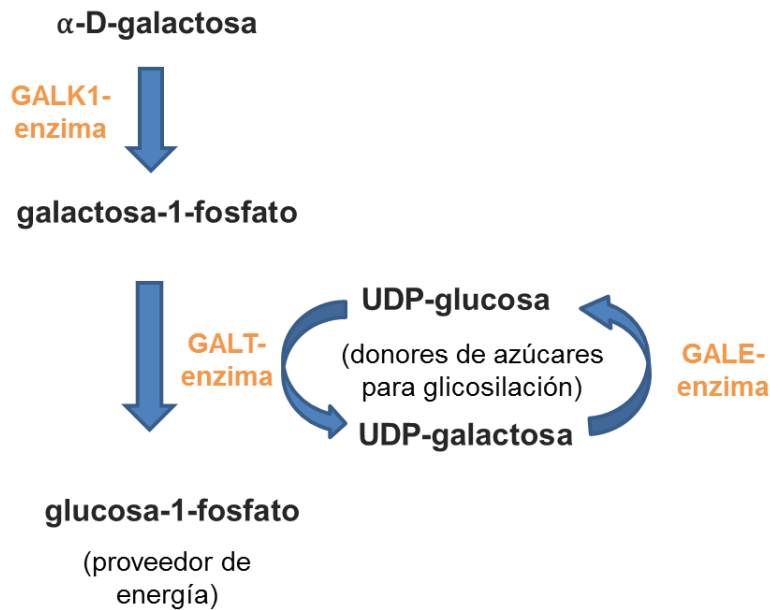 α-D-galactosa
GALK1-
enzima
galactosa-1-fosfato
UDP-glucosa
GALT-
enzima
(donores de azúcares
para glicosilación)
GALE-
enzima
UDP-galactosa
glucosa-1-fosfato
(proveedor de
energía)